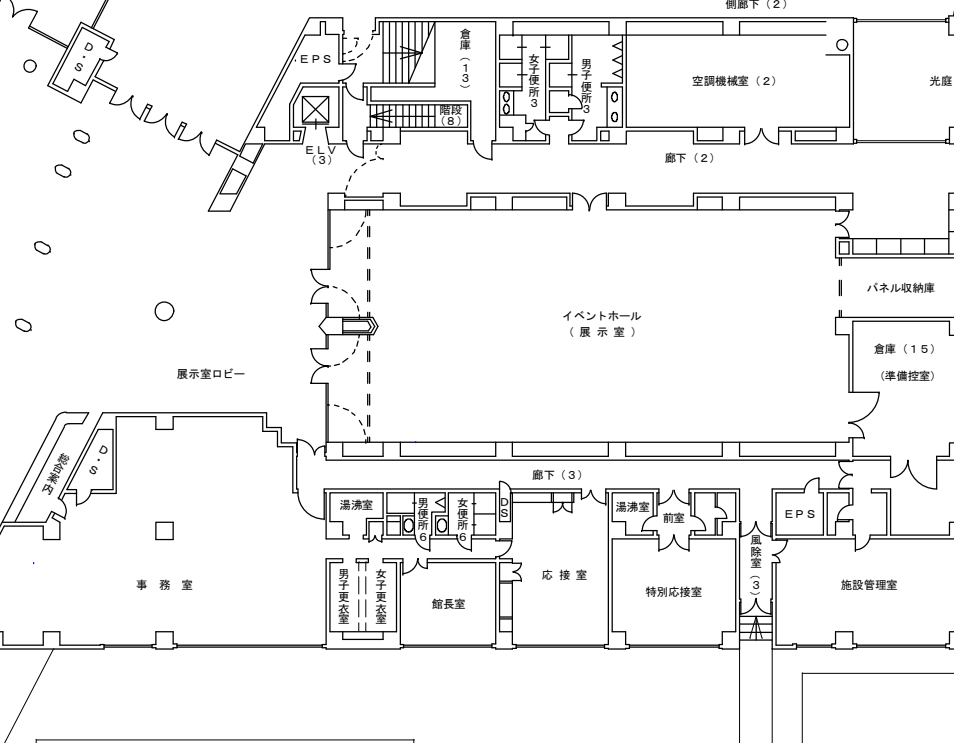 側廊下（２）
Ｄ・Ｓ
ＥＰＳ
倉庫（１３）
女子便所３
男子便所３
空調機械室（２）
光庭
階段
（８）
ＥＬＶ
（３）
廊下（２）
パネル収納庫
イベントホール
（ 展 示 室 ）
倉庫（１５）
（準備控室）
展示室ロビー
総合案内
Ｄ・Ｓ
廊下（３）
湯沸室
男便所６
女便所６
ＤＳ
湯沸室
前室
ＥＰＳ
風除室（３）
事 務 室
男子更衣室
女子更衣室
館長室
応 接 室
特別応接室
施設管理室